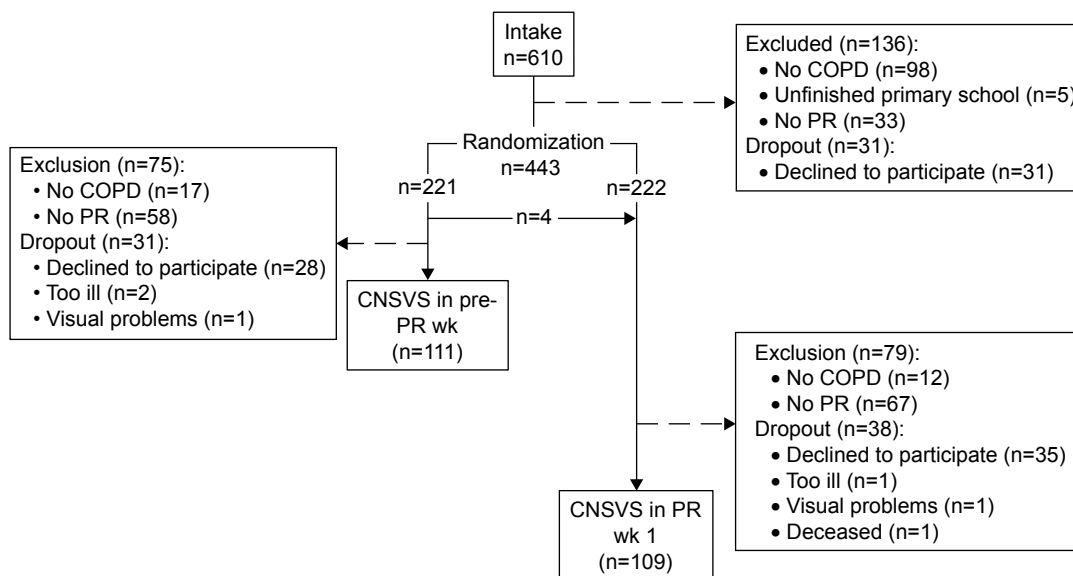 Intake
n=610
Excluded (n=136):
• No COPD (n=98)
• Unfinished primary school (n=5)
• No PR (n=33)
Dropout (n=31):
• Declined to participate (n=31)
Randomization
n=443
n=221
n=222
n=4
Exclusion (n=75):
• No COPD (n=17)
• No PR (n=58)
Dropout (n=31):
• Declined to participate (n=28)
• Too ill (n=2)
• Visual problems (n=1)
CNSVS in pre-
PR wk
(n=111)
Exclusion (n=79):
• No COPD (n=12)
• No PR (n=67)
Dropout (n=38):
• Declined to participate (n=35)
• Too ill (n=1)
• Visual problems (n=1)
• Deceased (n=1)
CNSVS in PR
wk 1
(n=109)